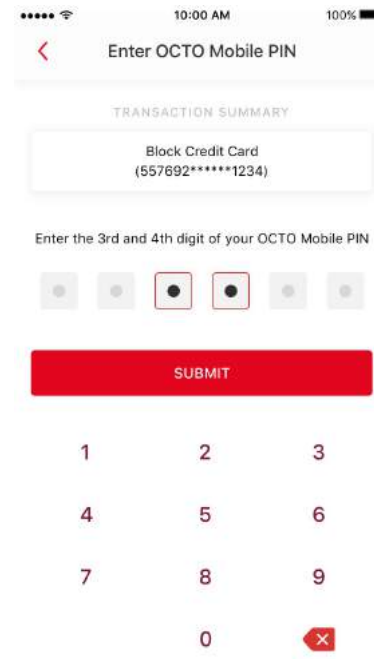 10:00 AM 100%
Enter OCTO Mobile PIN
TRANSACTION SUMMARY
Block Credit Card
(557692******1234)
Enter the 3rd and 4th digit of your OCTO Mobile PIN
SUBMIT
1 2 3
4 5 6
7 8 9
0